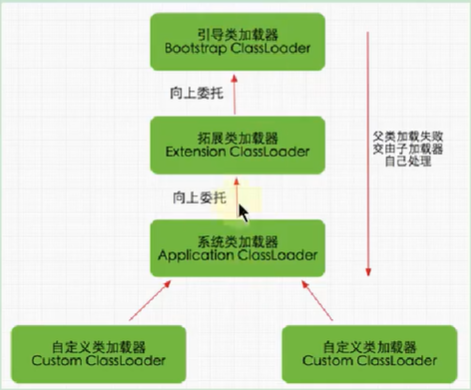 引导类加载器
Bootstrap ClassLoader
向上委托
拓展类加载器
Extension ClassLoader
父类加载失败
交由子加载器
自己处理
向上委托
系统类加载器
Application ClassLoader
自定义类加载器
Custom ClassLoader
自定义类加载器
Custom ClassLoader